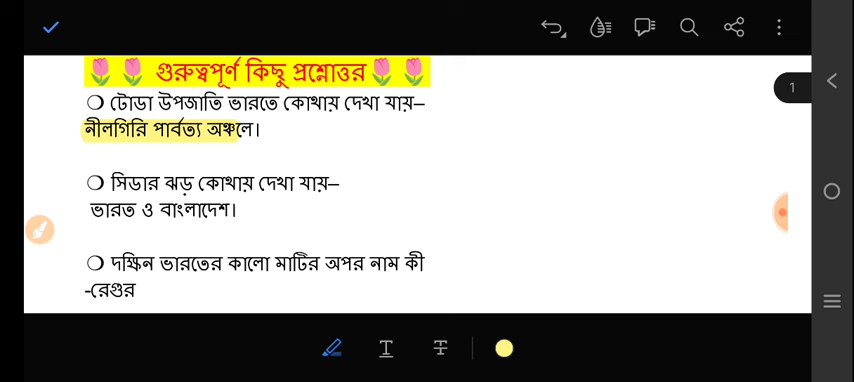 গুরুত্বপূর্ণ কিছু প্রশ্নোত্তর
1
❍ টোডা উপজাতি ভারতে কোথায় দেখা যায়–
নীলগিরি পার্বত্য অঞ্চলে।
❍ সিডার ঝড় কোথায় দেখা যায়–
ভারত ও বাংলাদেশ।
❍ দক্ষিন ভারতের কালো মাটির অপর নাম কী
-রেগুর
T
T